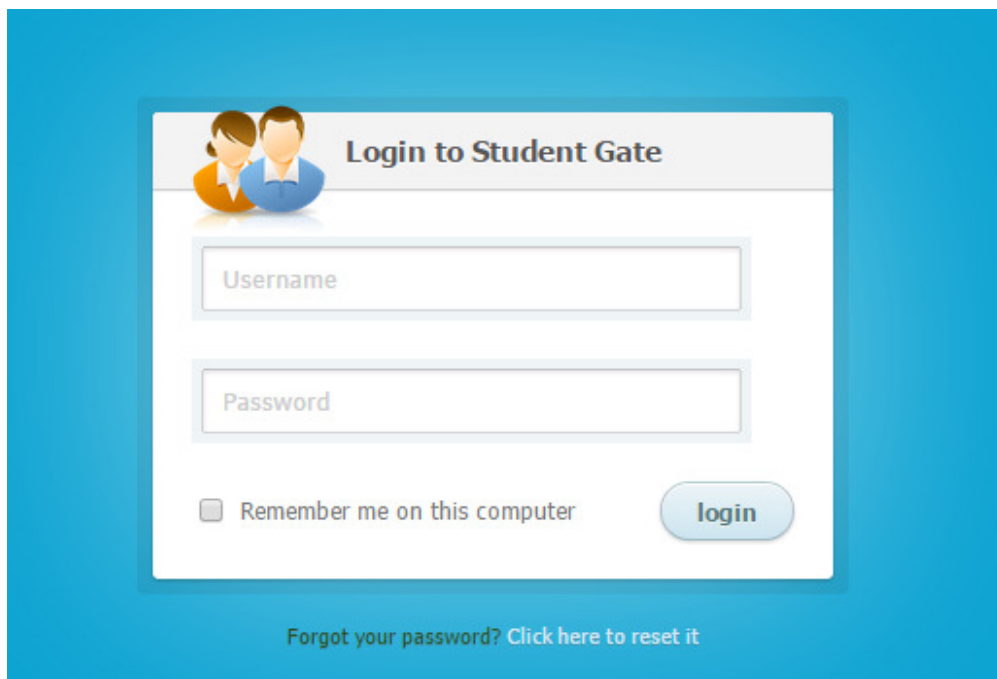 Login to Student Gate
Username
Password
Remember me on this computer
login
Forgot your password? Click here to reset it